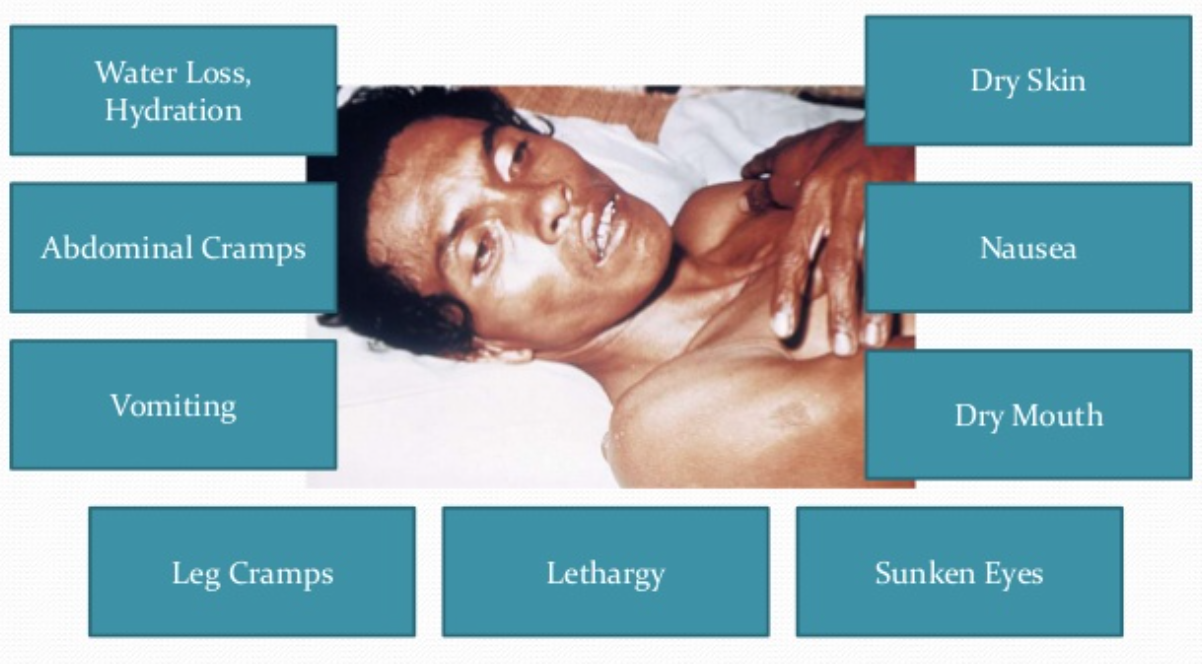 Water Loss,
Hydration
Dry Skin
Abdominal Cramps
Nausea
Vomiting
Dry Mouth
Leg Cramps
Lethargy
Sunken Eyes